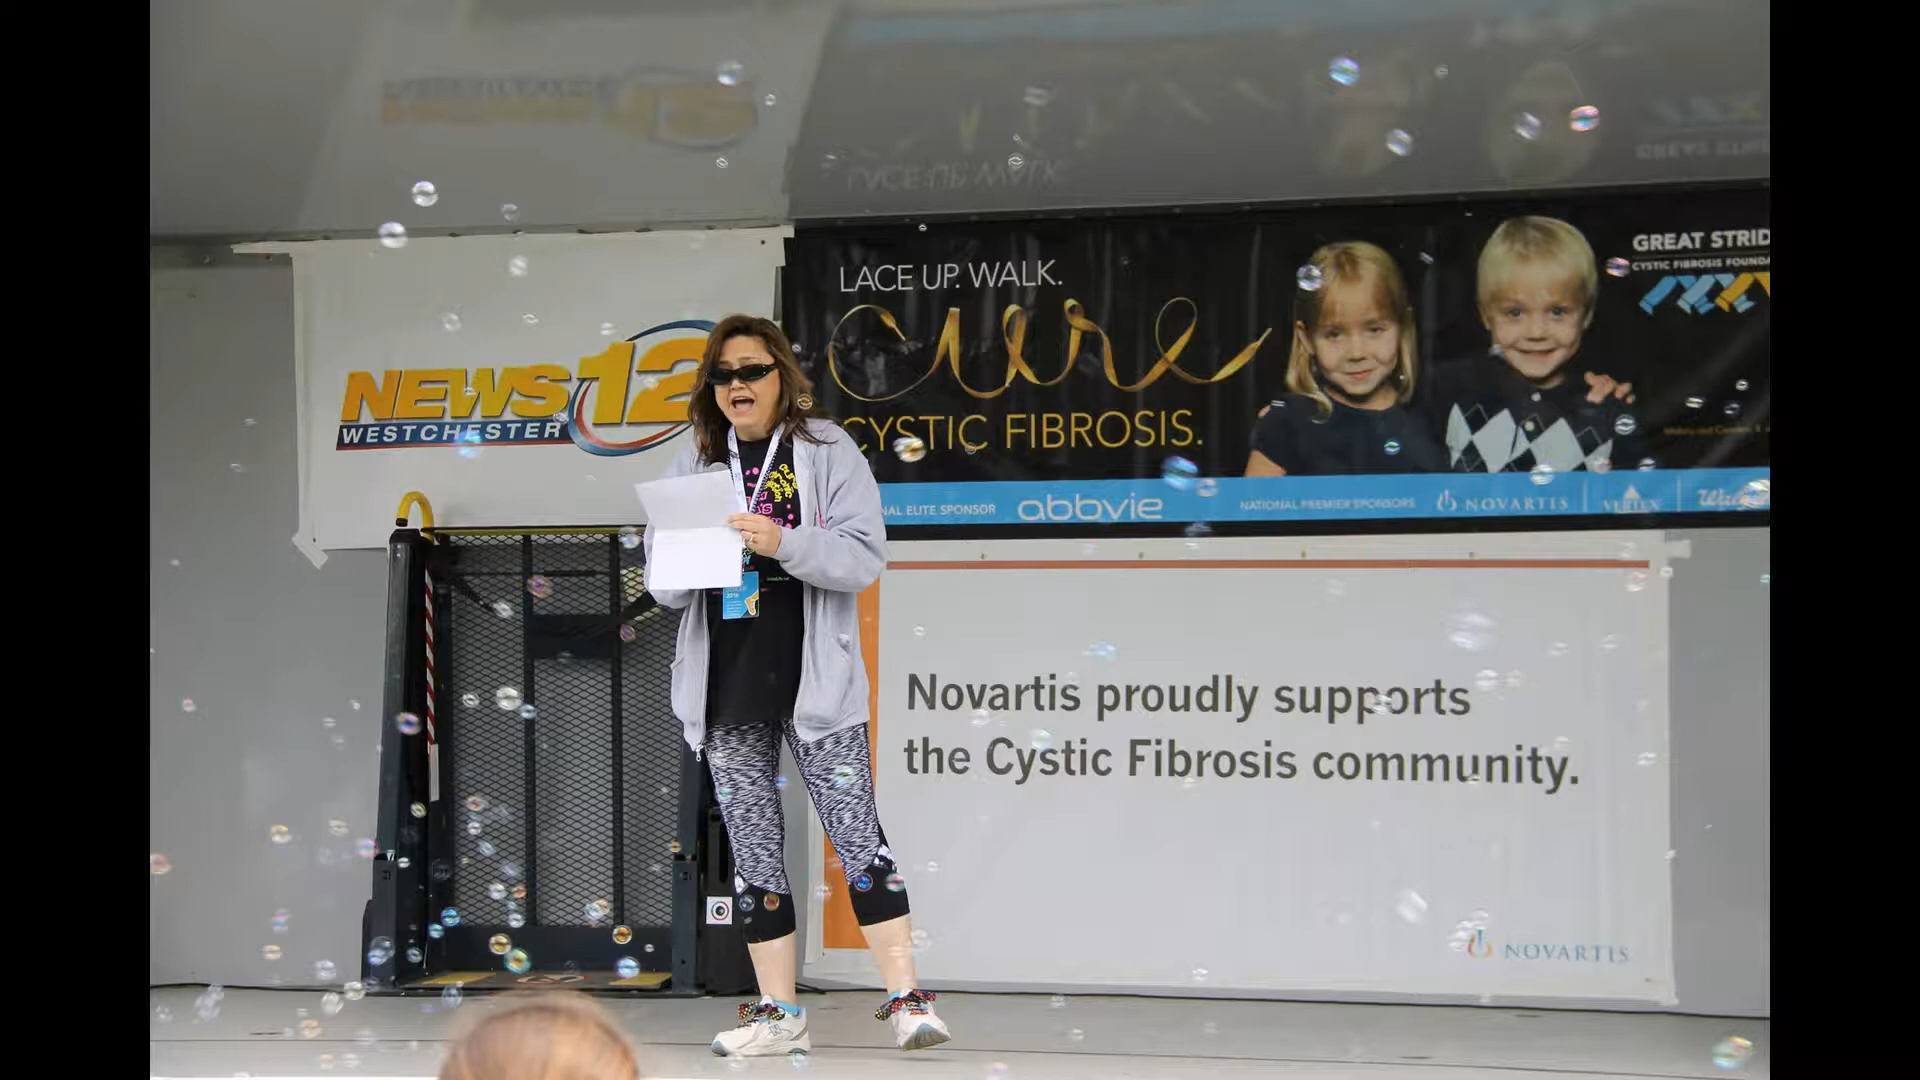 NEWS 12
WESTCHESTER
LACE UP. WALK.
cure
CYSTIC FIBROSIS.
GREAT STRID
CYSTIC FIBROSIS FOUNDA
NAL ELITE SPONSOR
abbvie
NATIONAL PREMIER SPONSORS
NOVARTIS
VERTEX
Novartis proudly supports
the Cystic Fibrosis community.
NOVARTIS